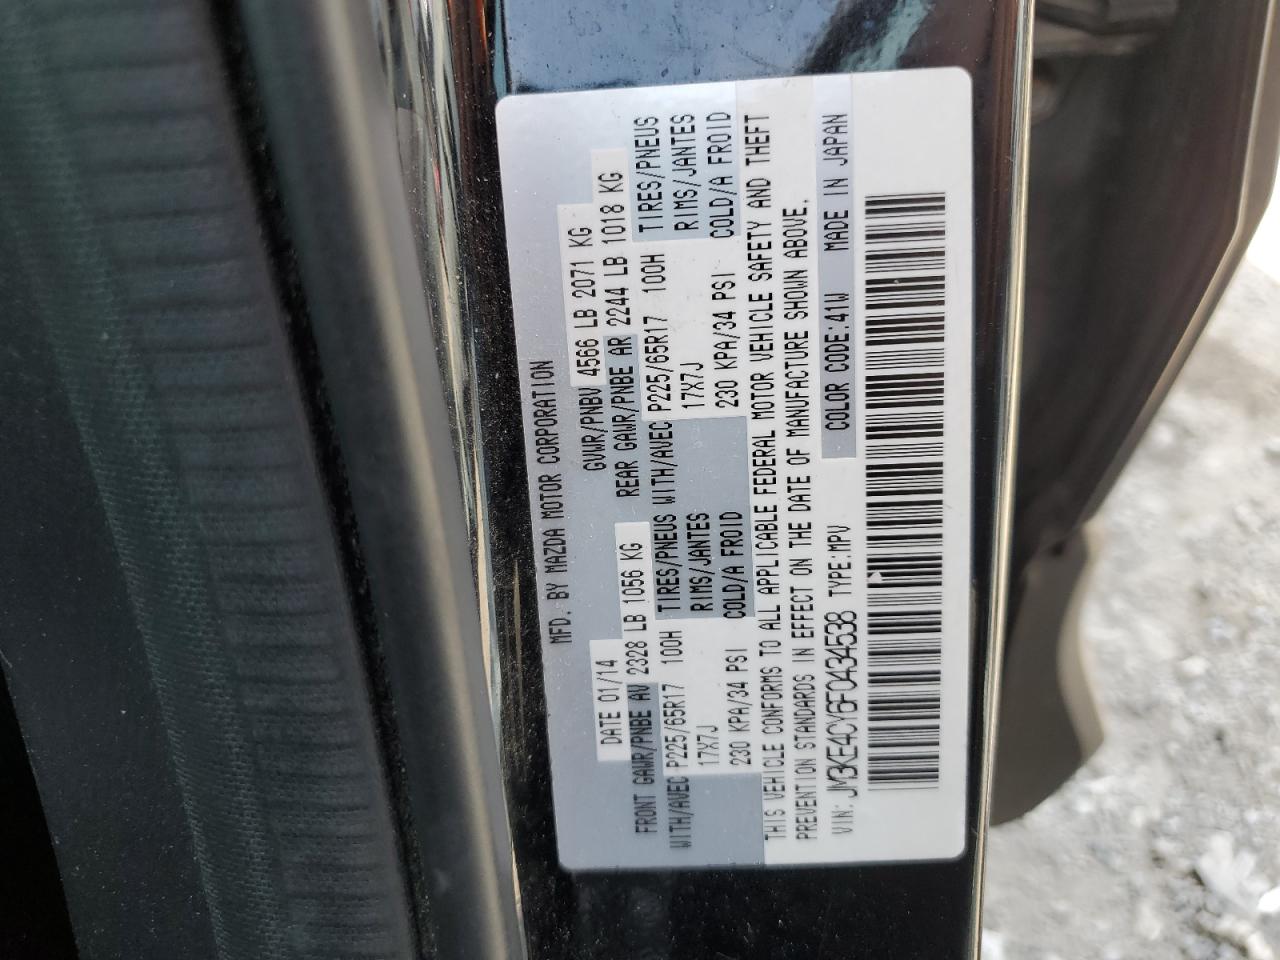 MFD. BY MAZDA MOTOR CORPORATION
DATE 01/14 GVWR/PNBV 4566 LB 2071 KG
FRONT GAWR/PNBE AV 2328 LB 1056 KG REAR GAWR/PNBE AR 2244 LB 1018 KG
WITH/AVEC P225/65R17 100H TIRES/PNEUS WITH/AVEC P225/65R17 100H TIRES/PNEUS
17X7J RIMS/JANTES 17X7J RIMS/JANTES
230 KPA/34 PSI COLD/A FROID 230 KPA/34 PSI COLD/A FROID
THIS VEHICLE CONFORMS TO ALL APPLICABLE FEDERAL MOTOR VEHICLE SAFETY AND THEFT
PREVENTION STANDARDS IN EFFECT ON THE DATE OF MANUFACTURE SHOWN ABOVE.
VIN: JM3KE4CY6F0434538 TYPE:MPV COLOR CODE:41W MADE IN JAPAN